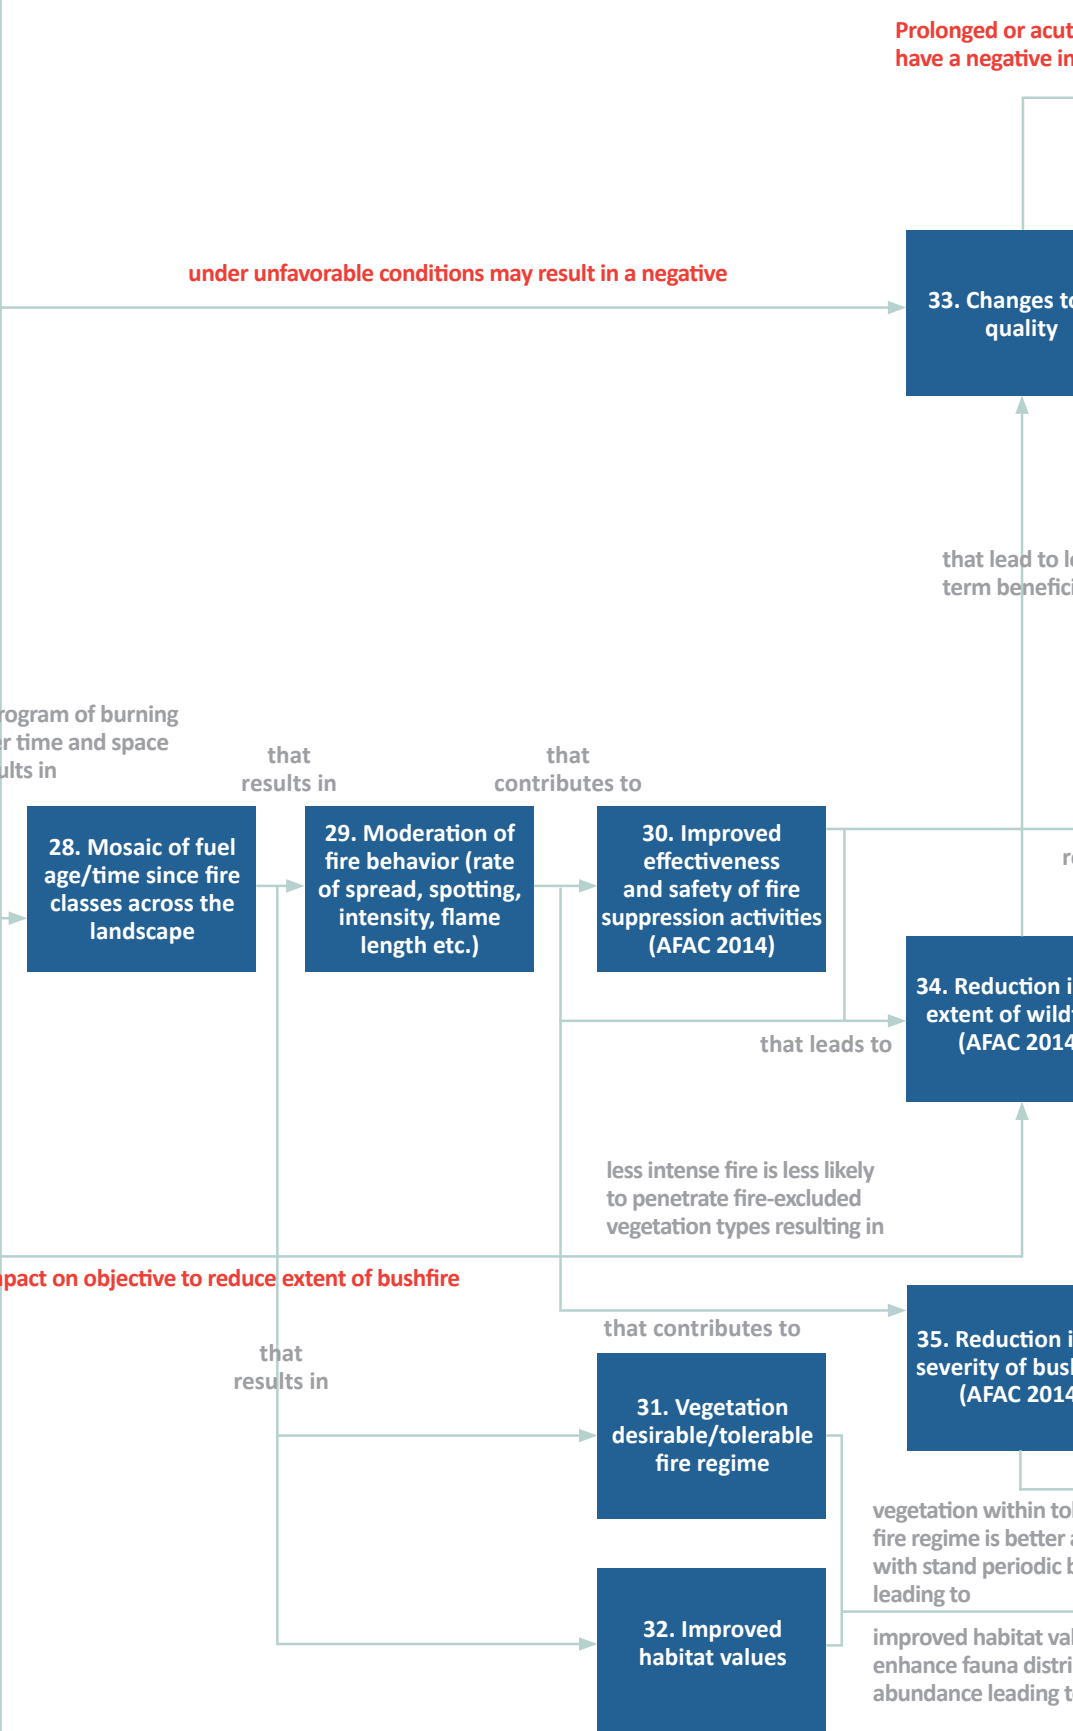 Prolonged or acut
have a negative in
under unfavorable conditions may result in a negative
33. Changes to
quality
that lead to l
term benefici
rogram of burning
r time and space
ults in
that
results in
that
contributes to
28. Mosaic of fuel
age/time since fire
classes across the
landscape
29. Moderation of
fire behavior (rate
of spread, spotting,
intensity, flame
length etc.)
30. Improved
effectiveness
and safety of fire
suppression activities
(AFAC 2014)
r
34. Reduction i
extent of wild
(AFAC 2014
that leads to
less intense fire is less likely
to penetrate fire-excluded
vegetation types resulting in
pact on objective to reduce extent of bushfire
35. Reduction i
severity of bus
(AFAC 2014
that contributes to
that
results in
31. Vegetation
desirable/tolerable
fire regime
vegetation within tol
fire regime is better a
with stand periodic b
leading to
32. Improved
habitat values
improved habitat val
enhance fauna distri
abundance leading t